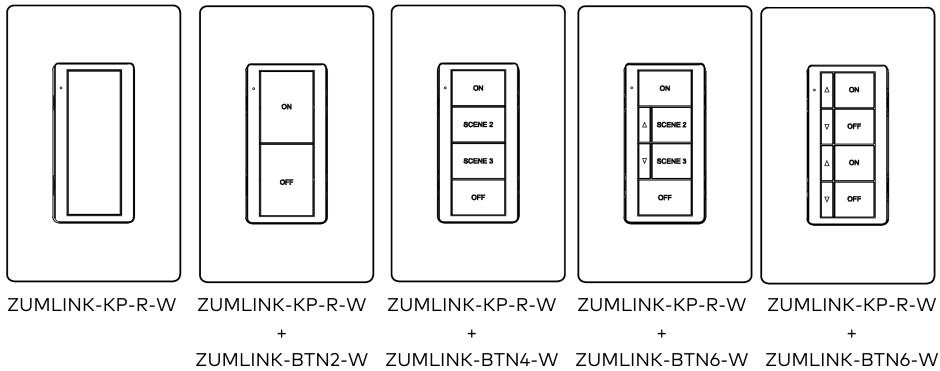 ON
OFF
ON
SCENE 2
SCENE 3
OFF
ON
△ SCENE 2
▽ SCENE 3
OFF
△ ON
▽ OFF
△ ON
▽ OFF
ZUMLINK-KP-R-W
ZUMLINK-KP-R-W
+
ZUMLINK-BTN2-W
ZUMLINK-KP-R-W
+
ZUMLINK-BTN4-W
ZUMLINK-KP-R-W
+
ZUMLINK-BTN6-W
ZUMLINK-KP-R-W
+
ZUMLINK-BTN6-W